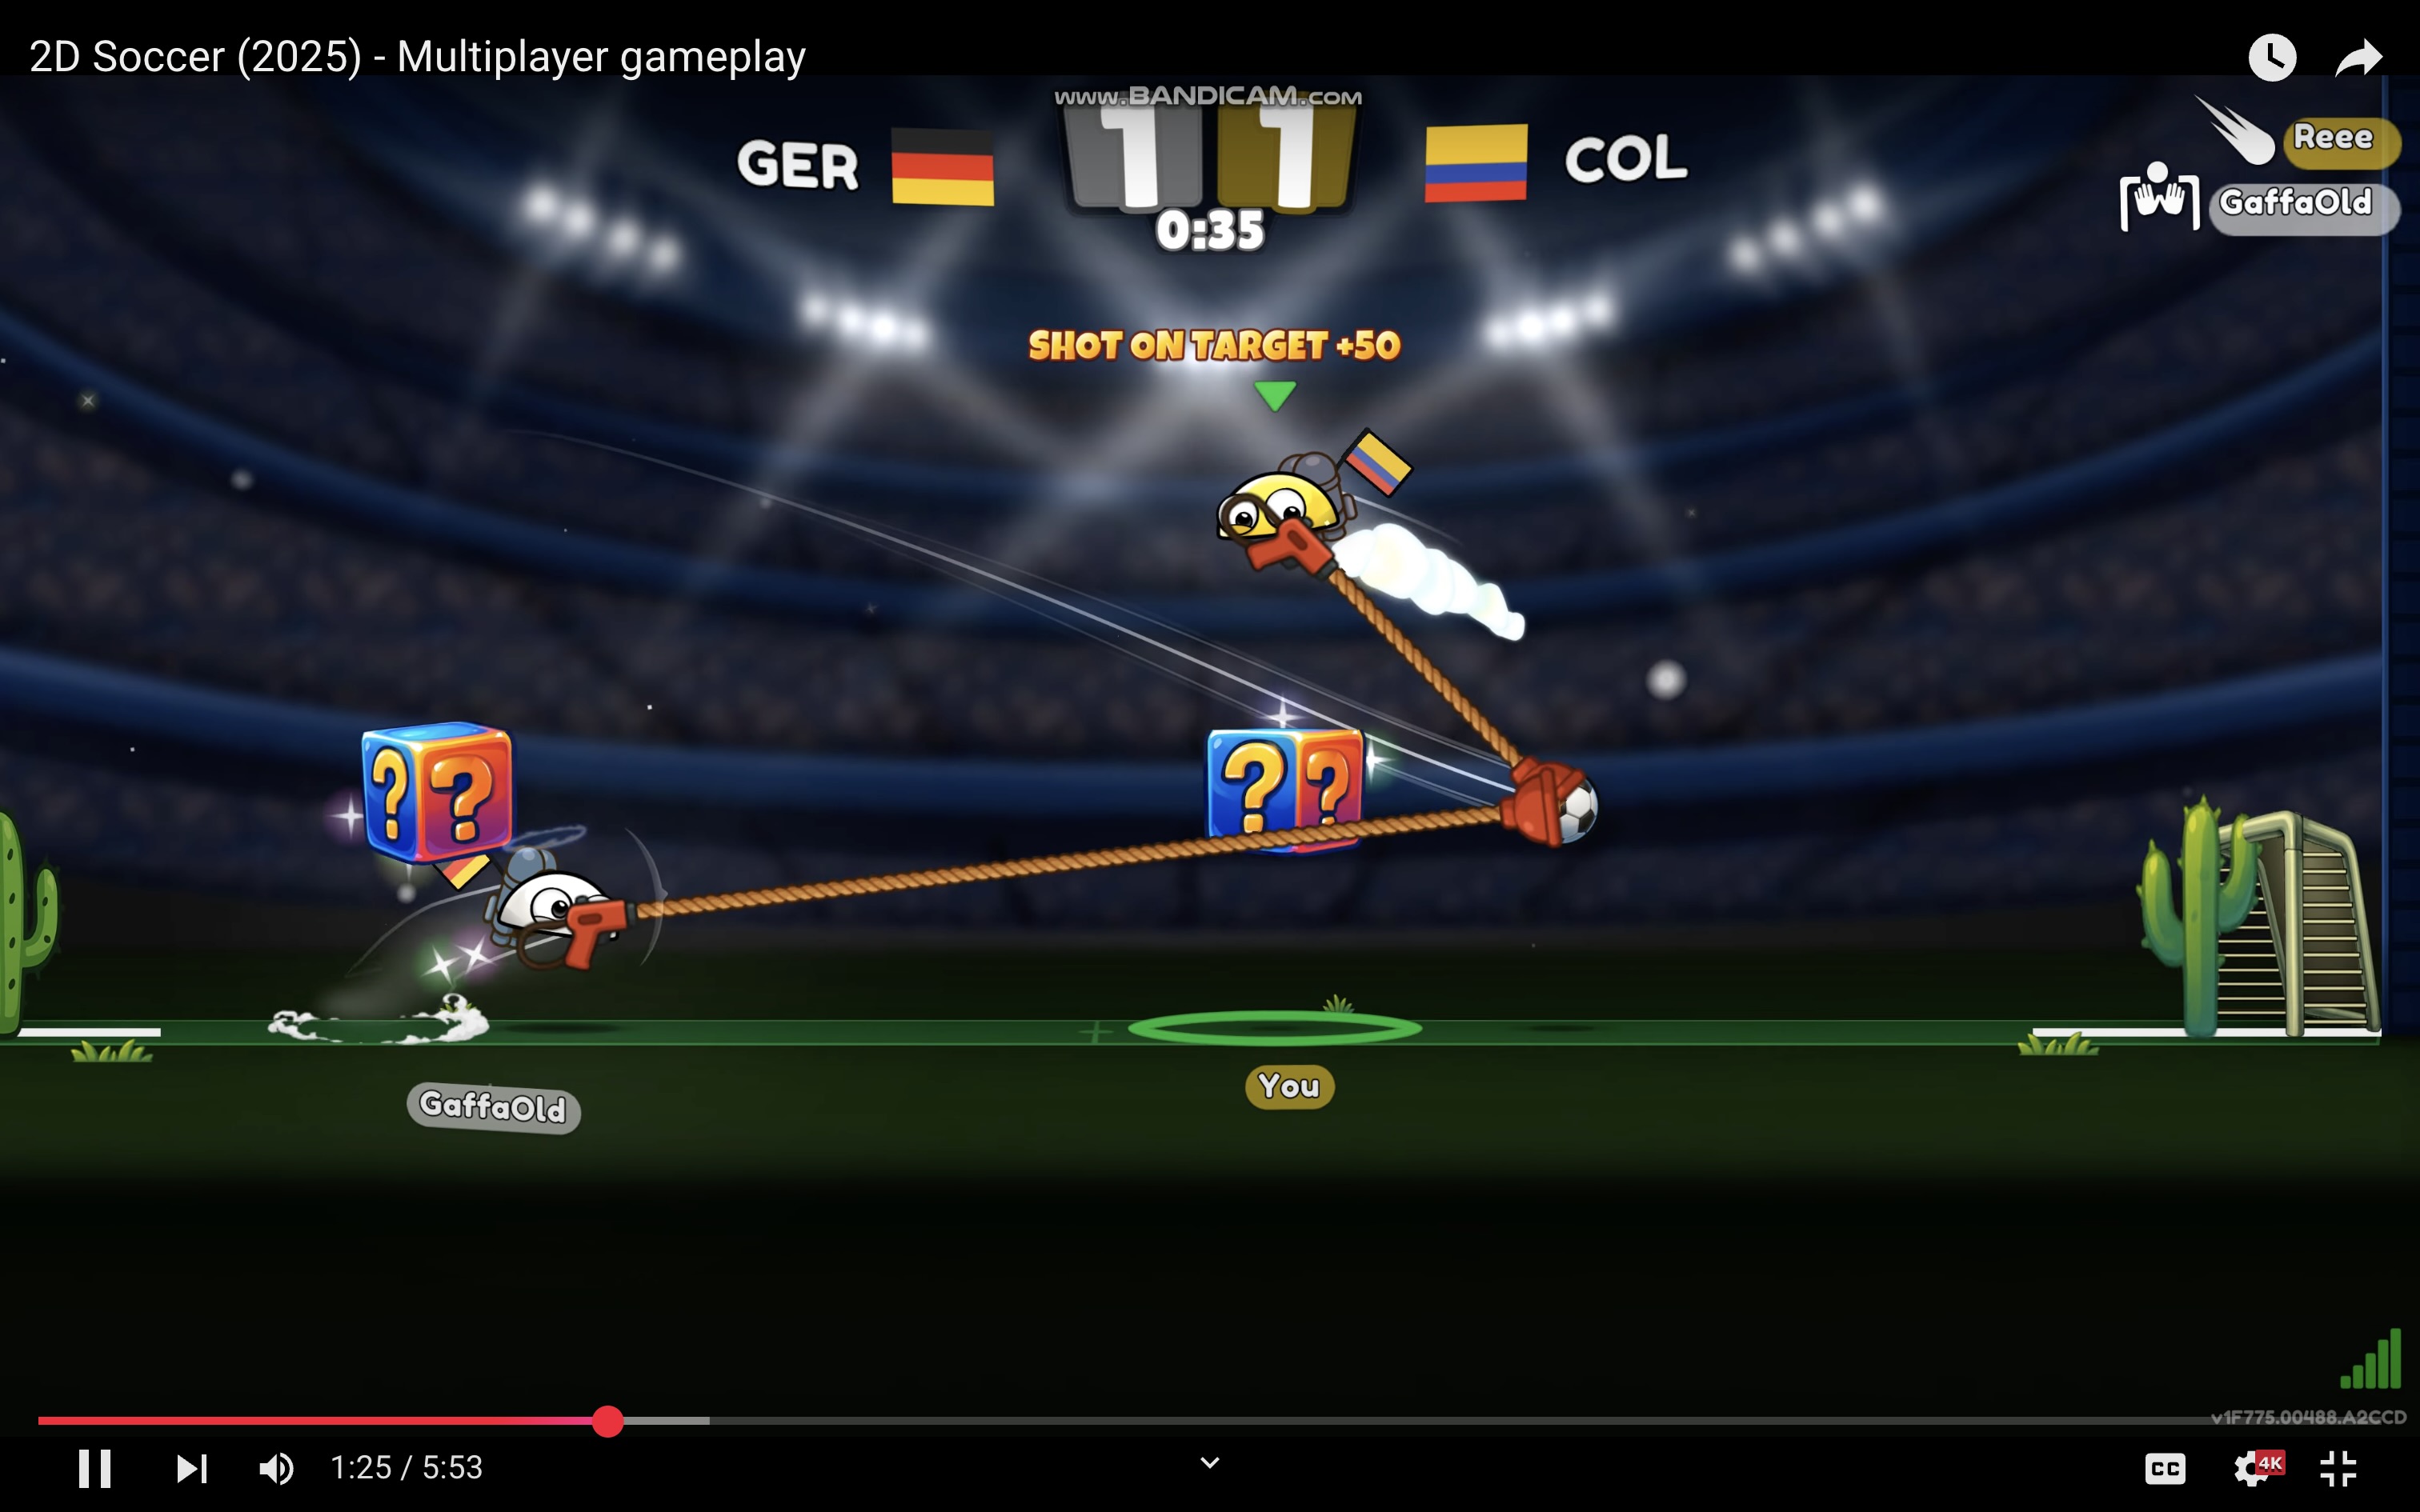 2D Soccer (2025) - Multiplayer gameplay
www.BANDICAM.com
GER 1 1 COL
0:35
Reee
GaffaOld
SHOT ON TARGET +50
? ?
? ?
GaffaOld
You
v1F775.00488.A2CCD
1:25 / 5:53
CC
4K